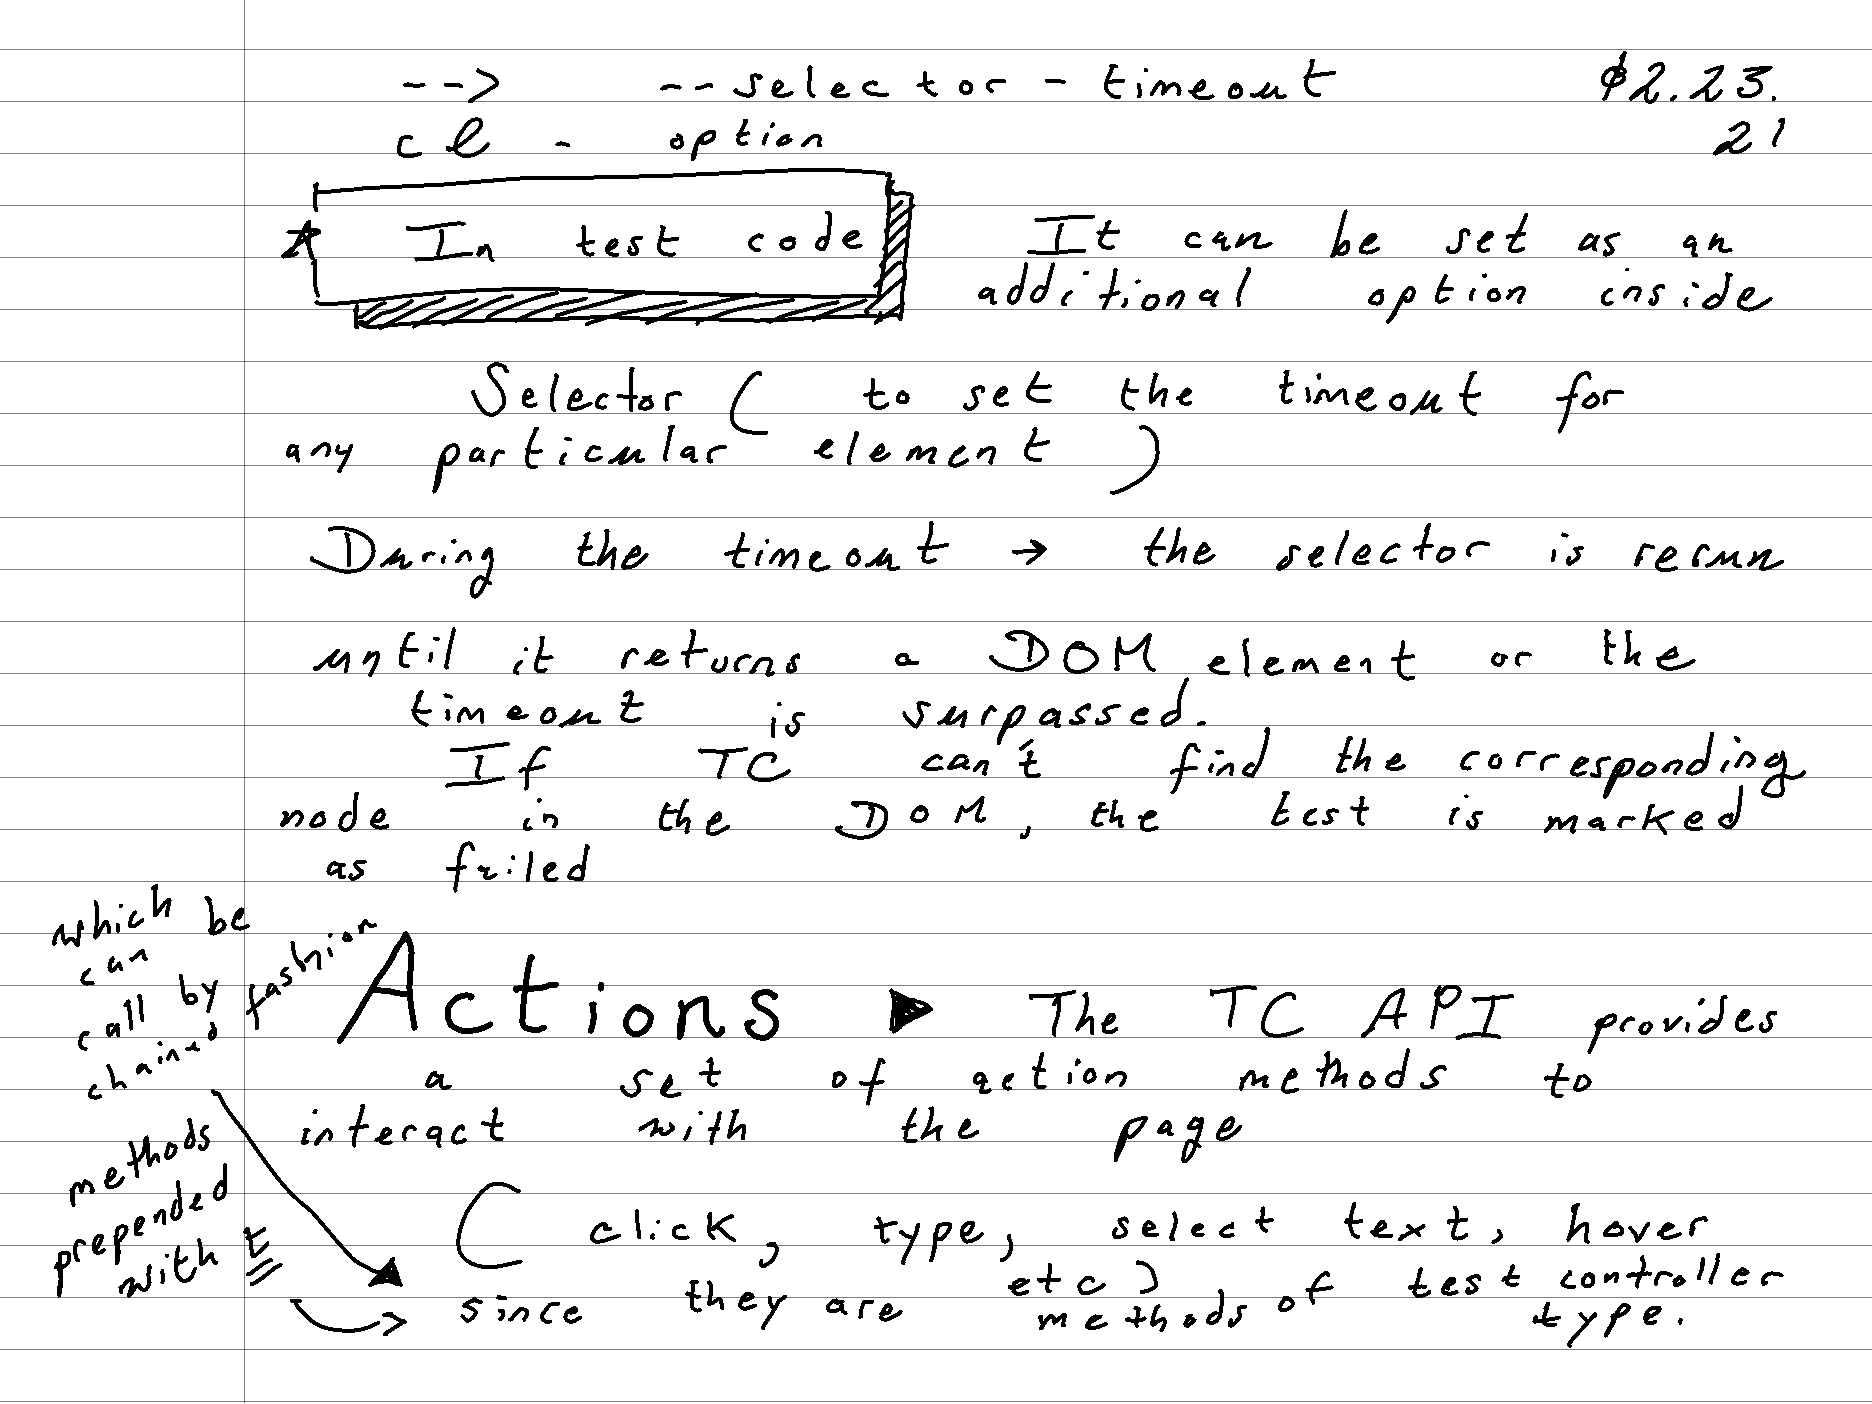 --> --selector-timeout
02.23.
21
cl - option
In test code
It can be set as an
additional option inside
Selector ( to set the timeout for
any particular element )
During the timeout → the selector is rerun
until it returns a DOM element or the
timeout is surpassed.
If TC can't find the corresponding
node in the DOM, the test is marked
as failed
which can be
call by
chained fashion
Actions ▶ The TC API provides
a set of action methods to
interact with the page
methods
prepended
with t
( click, type, select text, hover
etc )
since they are methods of test controller
type.